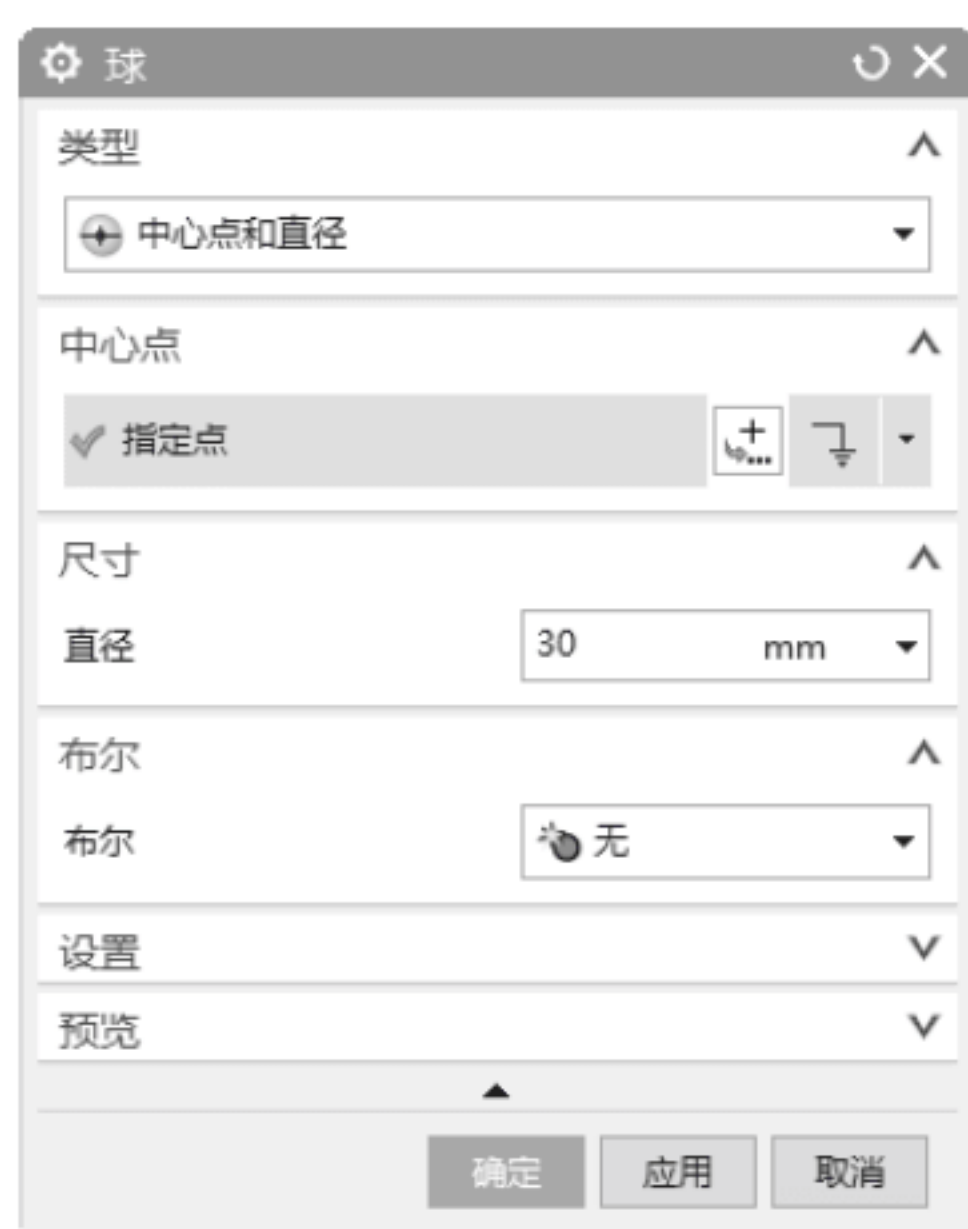 球
类型
中心点和直径
中心点
指定点
尺寸
直径 30 mm
布尔
布尔 无
设置
预览
确定 应用 取消